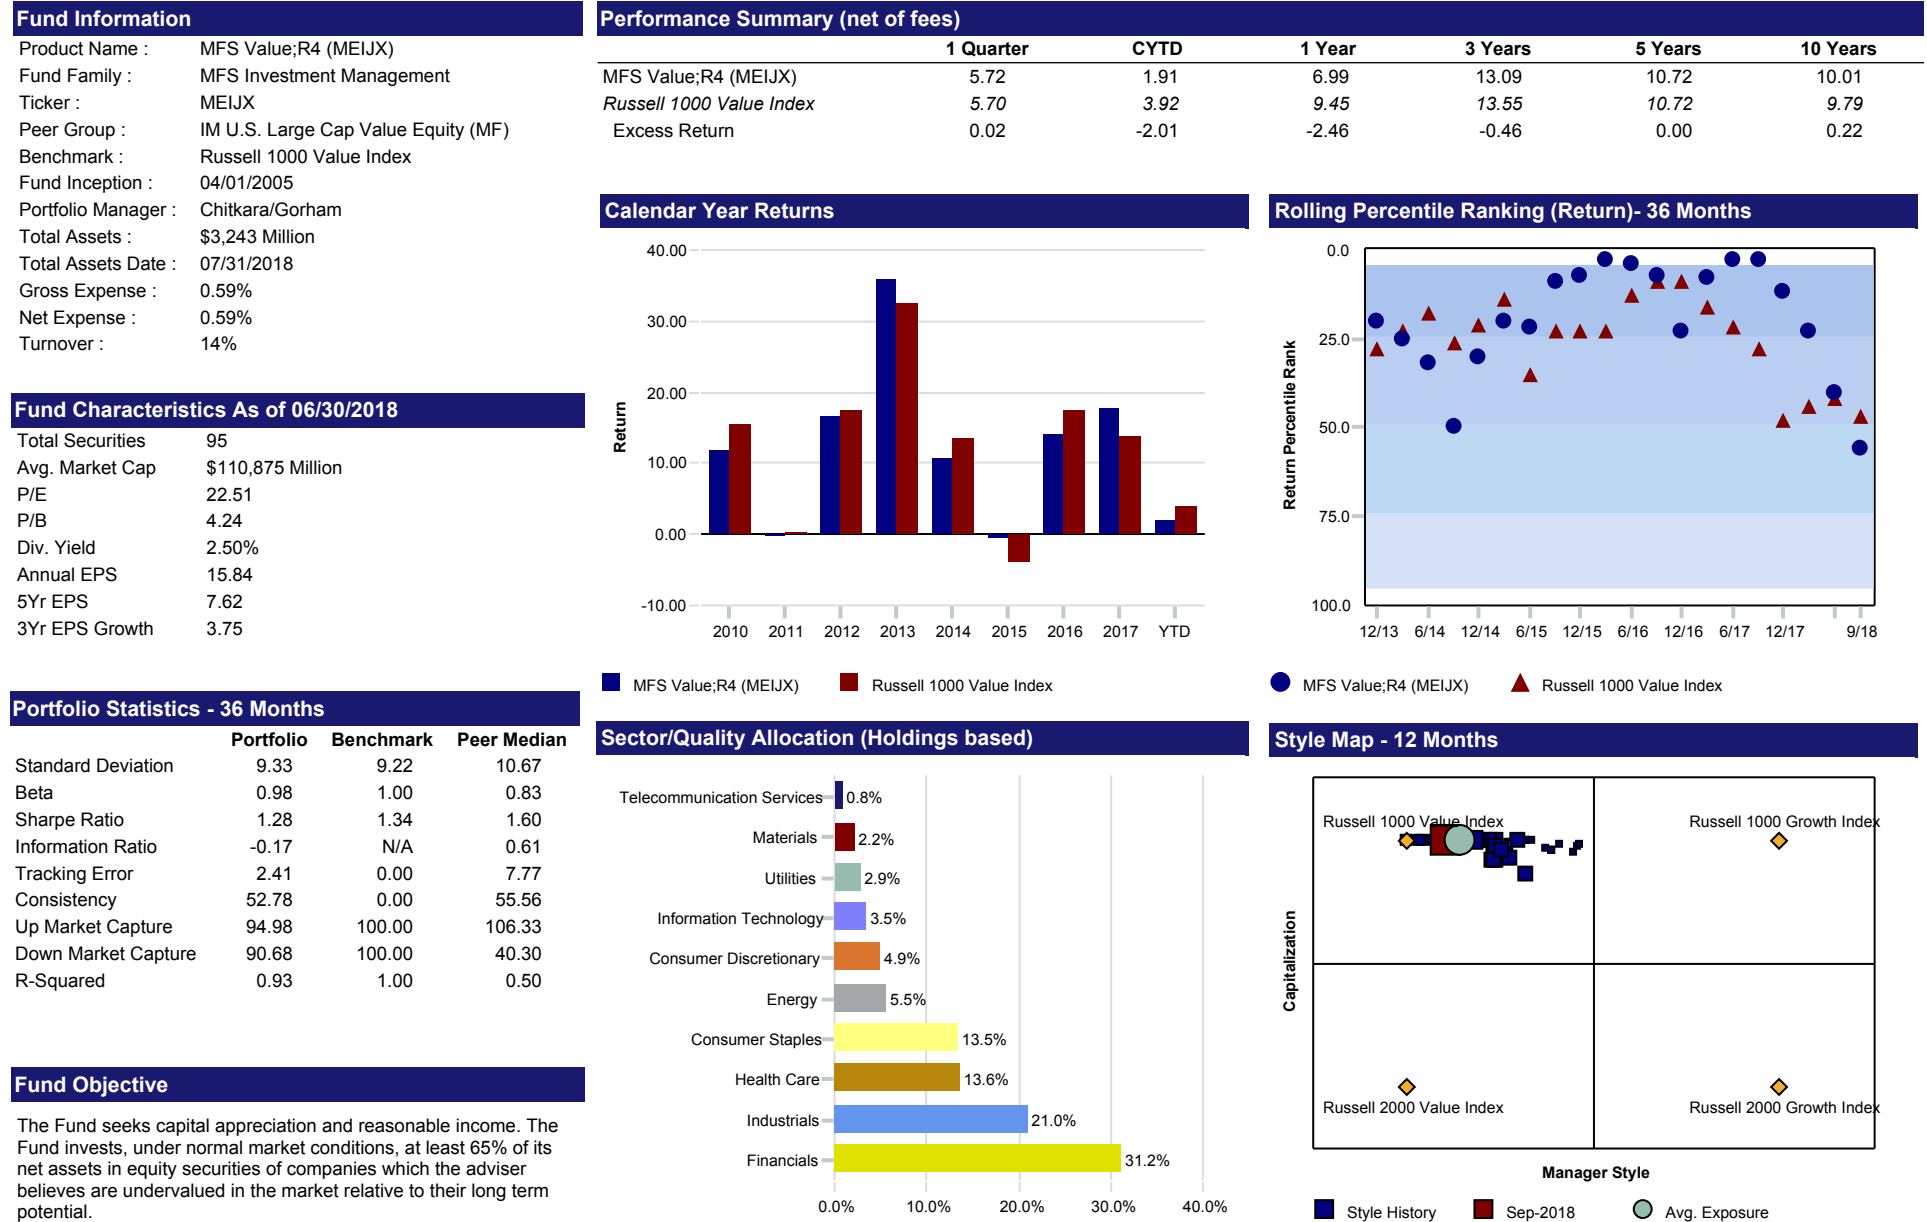 Fund Information
Product Name : MFS Value;R4 (MEIJX)
Fund Family : MFS Investment Management
Ticker : MEIJX
Peer Group : IM U.S. Large Cap Value Equity (MF)
Benchmark : Russell 1000 Value Index
Fund Inception : 04/01/2005
Portfolio Manager : Chitkara/Gorham
Total Assets : $3,243 Million
Total Assets Date : 07/31/2018
Gross Expense : 0.59%
Net Expense : 0.59%
Turnover : 14%
Fund Characteristics As of 06/30/2018
Total Securities 95
Avg. Market Cap $110,875 Million
P/E 22.51
P/B 4.24
Div. Yield 2.50%
Annual EPS 15.84
5Yr EPS 7.62
3Yr EPS Growth 3.75
Portfolio Statistics - 36 Months
Portfolio Benchmark Peer Median
Standard Deviation 9.33 9.22 10.67
Beta 0.98 1.00 0.83
Sharpe Ratio 1.28 1.34 1.60
Information Ratio -0.17 N/A 0.61
Tracking Error 2.41 0.00 7.77
Consistency 52.78 0.00 55.56
Up Market Capture 94.98 100.00 106.33
Down Market Capture 90.68 100.00 40.30
R-Squared 0.93 1.00 0.50
Fund Objective
The Fund seeks capital appreciation and reasonable income. The
Fund invests, under normal market conditions, at least 65% of its
net assets in equity securities of companies which the adviser
believes are undervalued in the market relative to their long term
potential.
Performance Summary (net of fees)
1 Quarter CYTD 1 Year 3 Years 5 Years 10 Years
MFS Value;R4 (MEIJX) 5.72 1.91 6.99 13.09 10.72 10.01
Russell 1000 Value Index 5.70 3.92 9.45 13.55 10.72 9.79
Excess Return 0.02 -2.01 -2.46 -0.46 0.00 0.22
Calendar Year Returns
Return
40.00
30.00
20.00
10.00
0.00
-10.00
2010 2011 2012 2013 2014 2015 2016 2017 YTD
MFS Value;R4 (MEIJX) Russell 1000 Value Index
Rolling Percentile Ranking (Return)- 36 Months
Return Percentile Rank
0.0
25.0
50.0
75.0
100.0
12/13 6/14 12/14 6/15 12/15 6/16 12/16 6/17 12/17 9/18
MFS Value;R4 (MEIJX) Russell 1000 Value Index
Sector/Quality Allocation (Holdings based)
Telecommunication Services 0.8%
Materials 2.2%
Utilities 2.9%
Information Technology 3.5%
Consumer Discretionary 4.9%
Energy 5.5%
Consumer Staples 13.5%
Health Care 13.6%
Industrials 21.0%
Financials 31.2%
0.0% 10.0% 20.0% 30.0% 40.0%
Style Map - 12 Months
Capitalization
Russell 1000 Value Index Russell 1000 Growth Index
Russell 2000 Value Index Russell 2000 Growth Index
Manager Style
Style History Sep-2018 Avg. Exposure